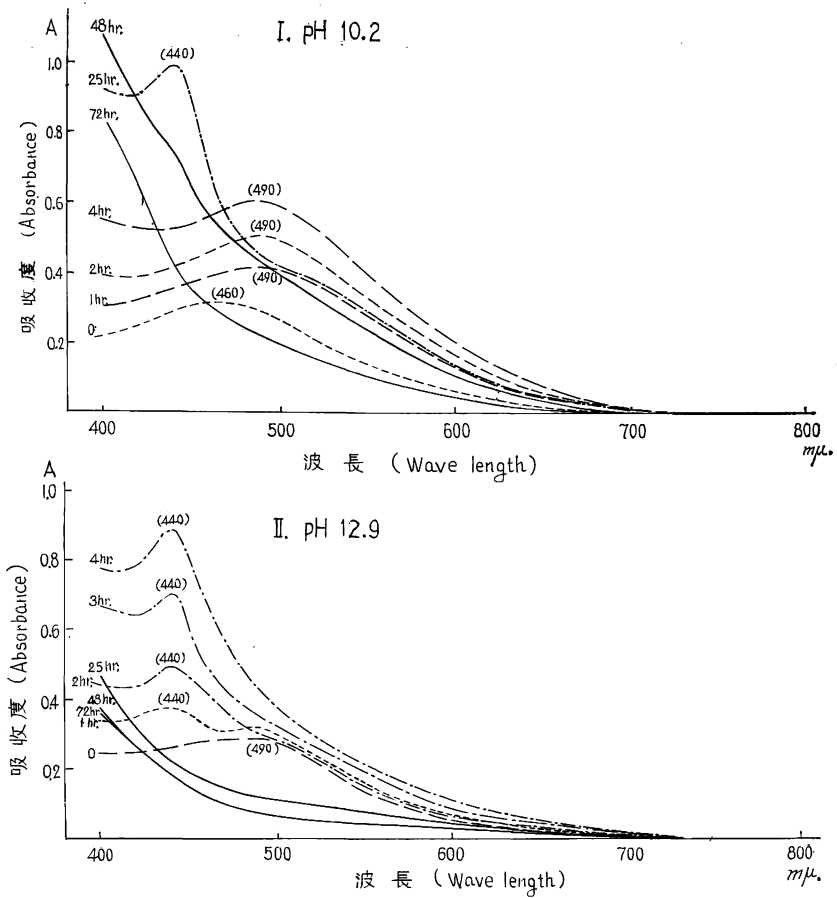 A
I. pH 10.2
48hr.
(440)
1.0
25hr.
0.8
72hr.
0.6
(490)
4hr.
(490)
0.4
2hr.
(490)
1hr.
(460)
0
0.2
吸收度 (Absorbance)
400 500 600 700 800
mμ.
波長 (Wave length)
A
II. pH 12.9
1.0
(440)
0.8
4hr.
(440)
0.6
3hr.
25hr.
(440)
2hr.
0.4
48hr.
(440)
72hr.
1hr.
0
(490)
0.2
吸收度 (Absorbance)
400 500 600 700 800
mμ.
波長 (Wave length)